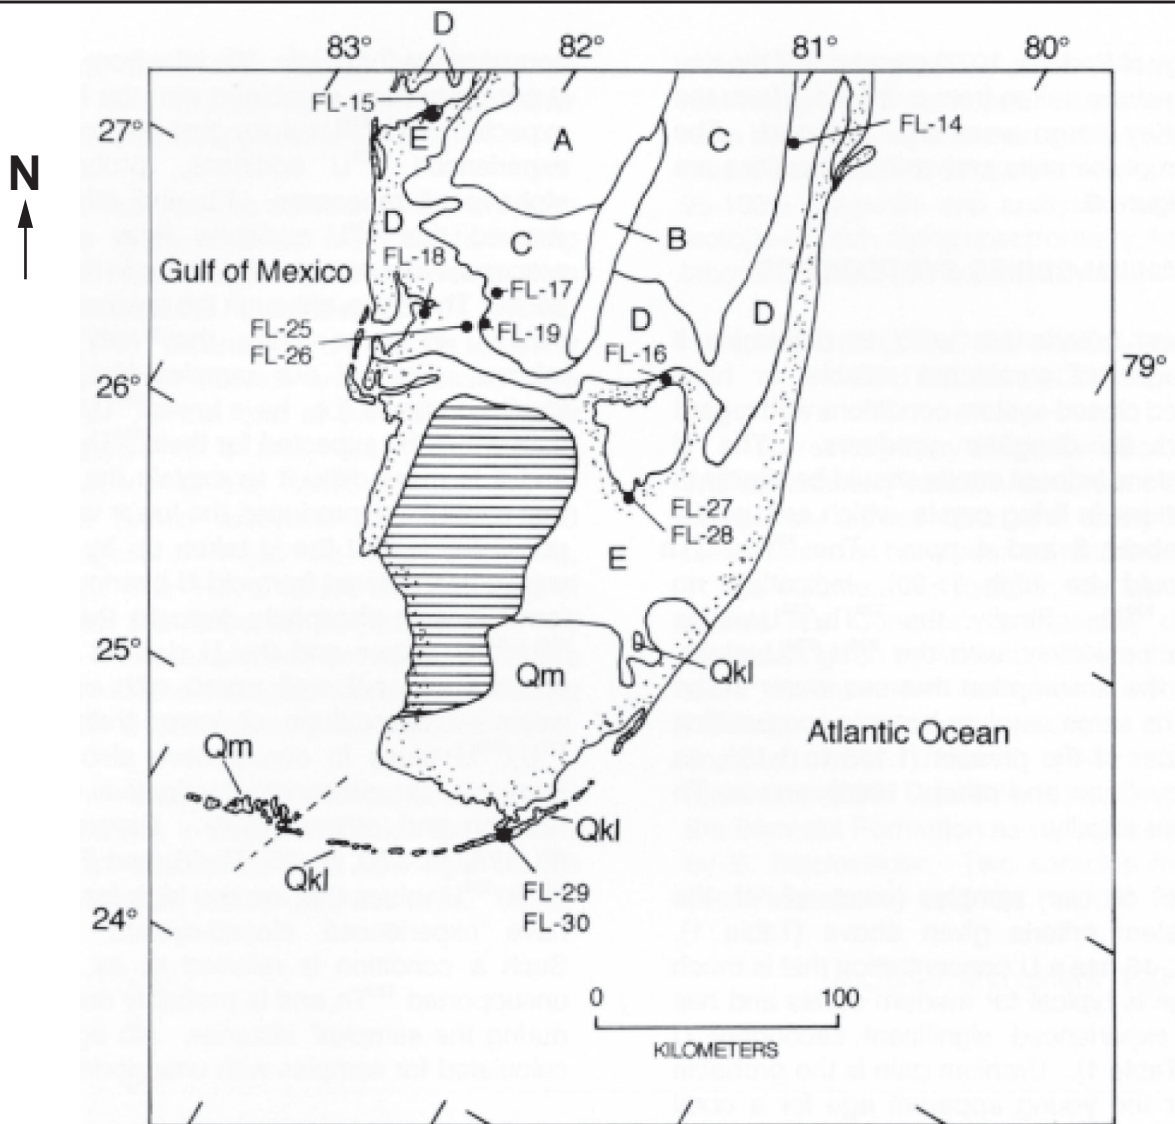 D
83°
82°
81°
80°
FL-15
FL-14
27°
E
A
C
N
D
B
C
FL-18
Gulf of Mexico
FL-17
D
D
FL-25
FL-19
FL-26
FL-16
79°
26°
FL-27
FL-28
E
25°
Qm
Qkl
Atlantic Ocean
Qm
Qkl
Qkl
FL-29
FL-30
24°
0 100
KILOMETERS